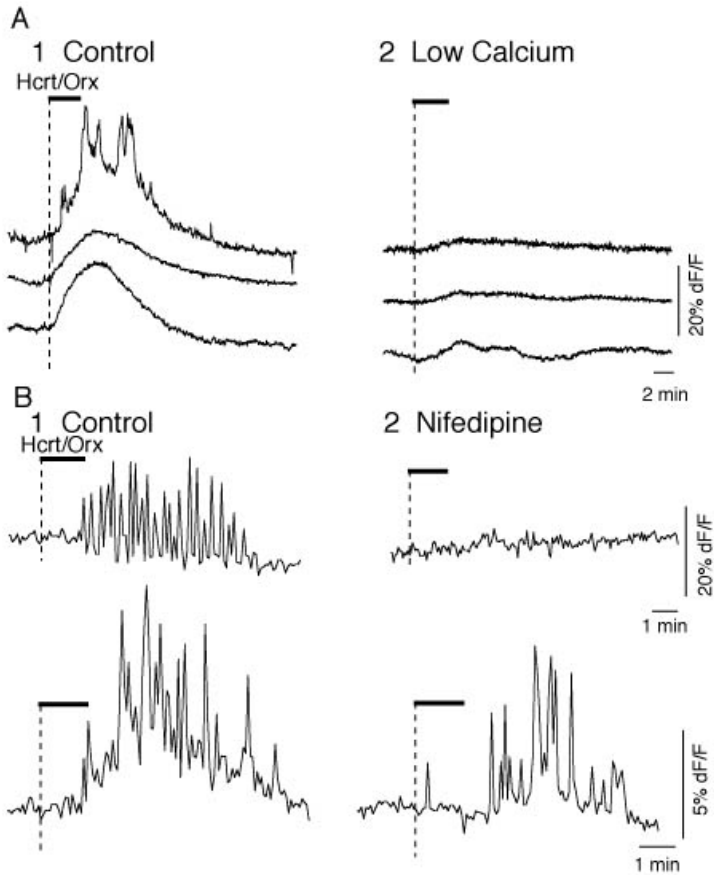 A
1 Control
Hcrt/Orx
2 Low Calcium
20% dF/F
2 min
B
1 Control
Hcrt/Orx
2 Nifedipine
20% dF/F
1 min
5% dF/F
1 min